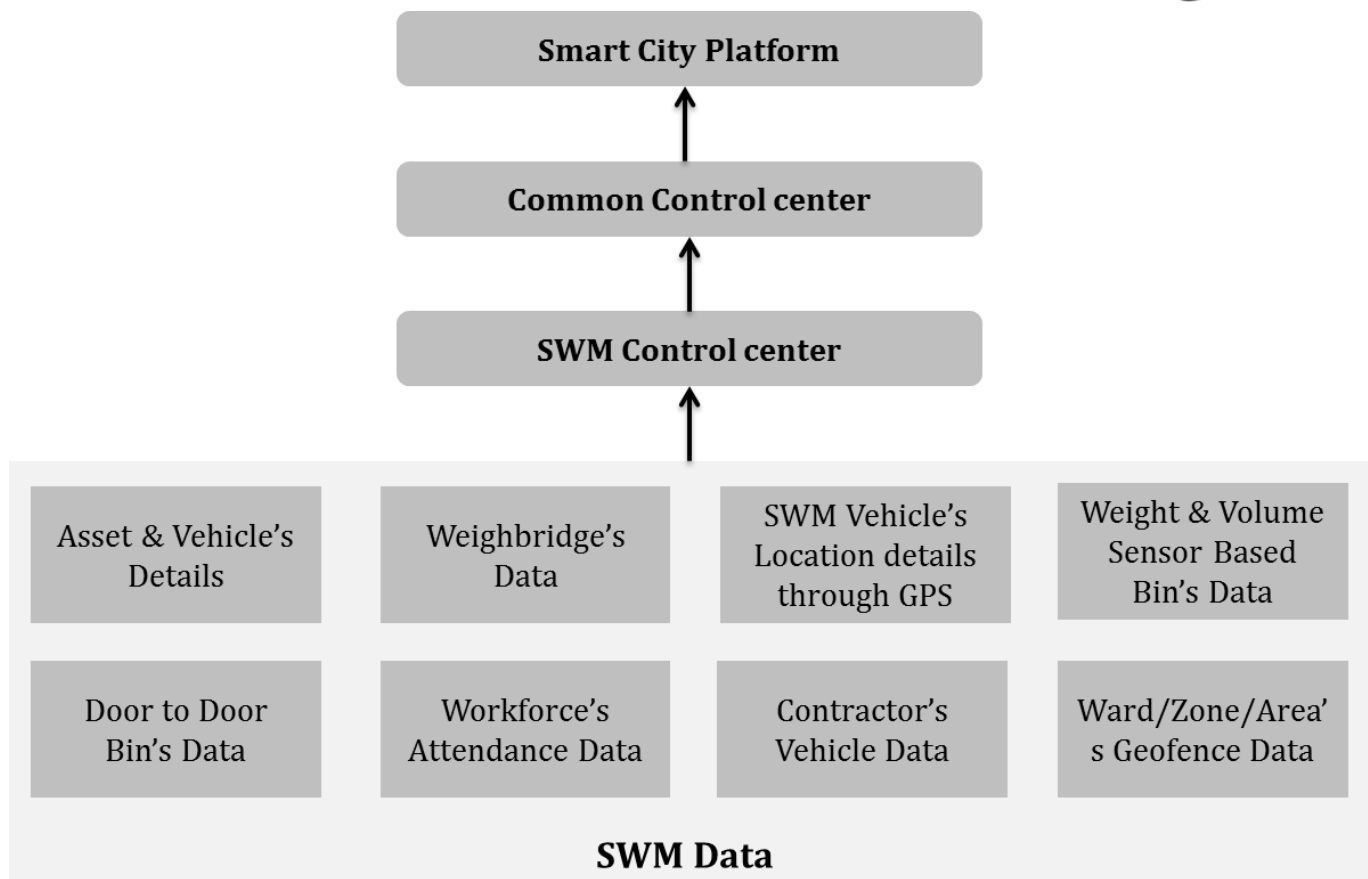 Smart City Platform
Common Control center
SWM Control center
Asset & Vehicle's
Details
Weighbridge's
Data
SWM Vehicle's
Location details
through GPS
Weight & Volume
Sensor Based
Bin's Data
Door to Door
Bin's Data
Workforce's
Attendance Data
Contractor's
Vehicle Data
Ward/Zone/Area'
s Geofence Data
SWM Data